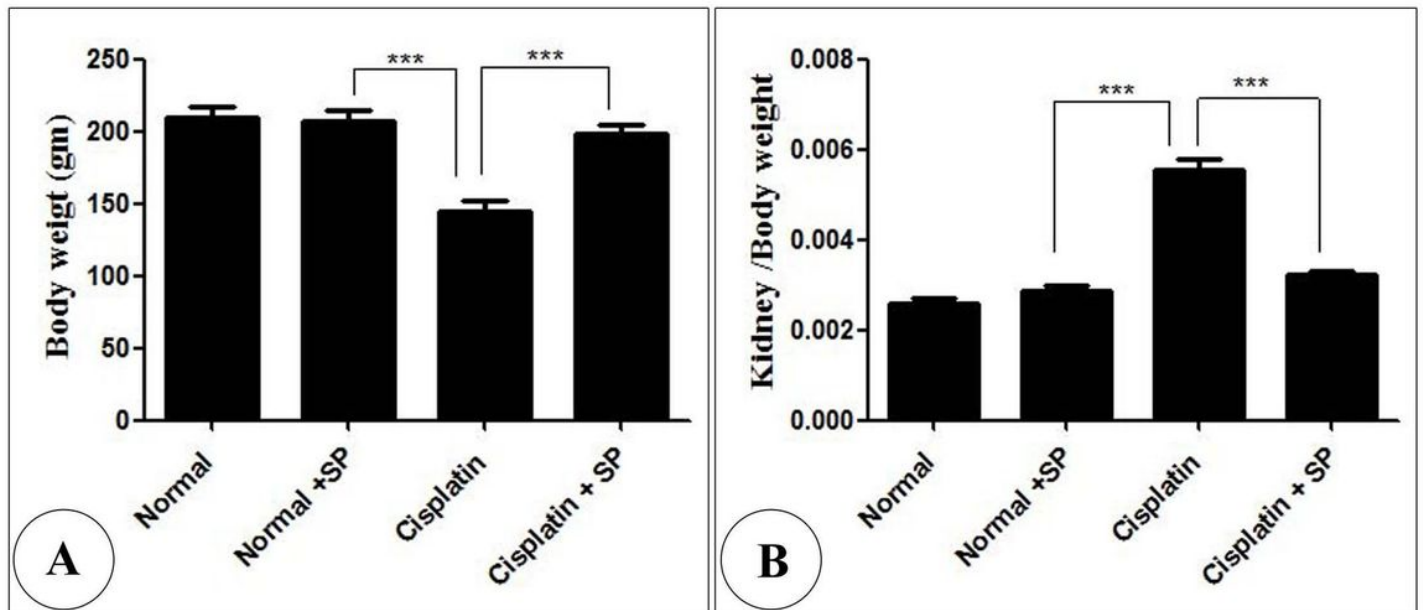 Body weigt (gm)
250
200
150
100
50
0
***
***
Normal
Normal +SP
Cisplatin
Cisplatin + SP
A
Kidney /Body weight
0.008
0.006
0.004
0.002
0.000
***
***
Normal
Normal +SP
Cisplatin
Cisplatin + SP
B